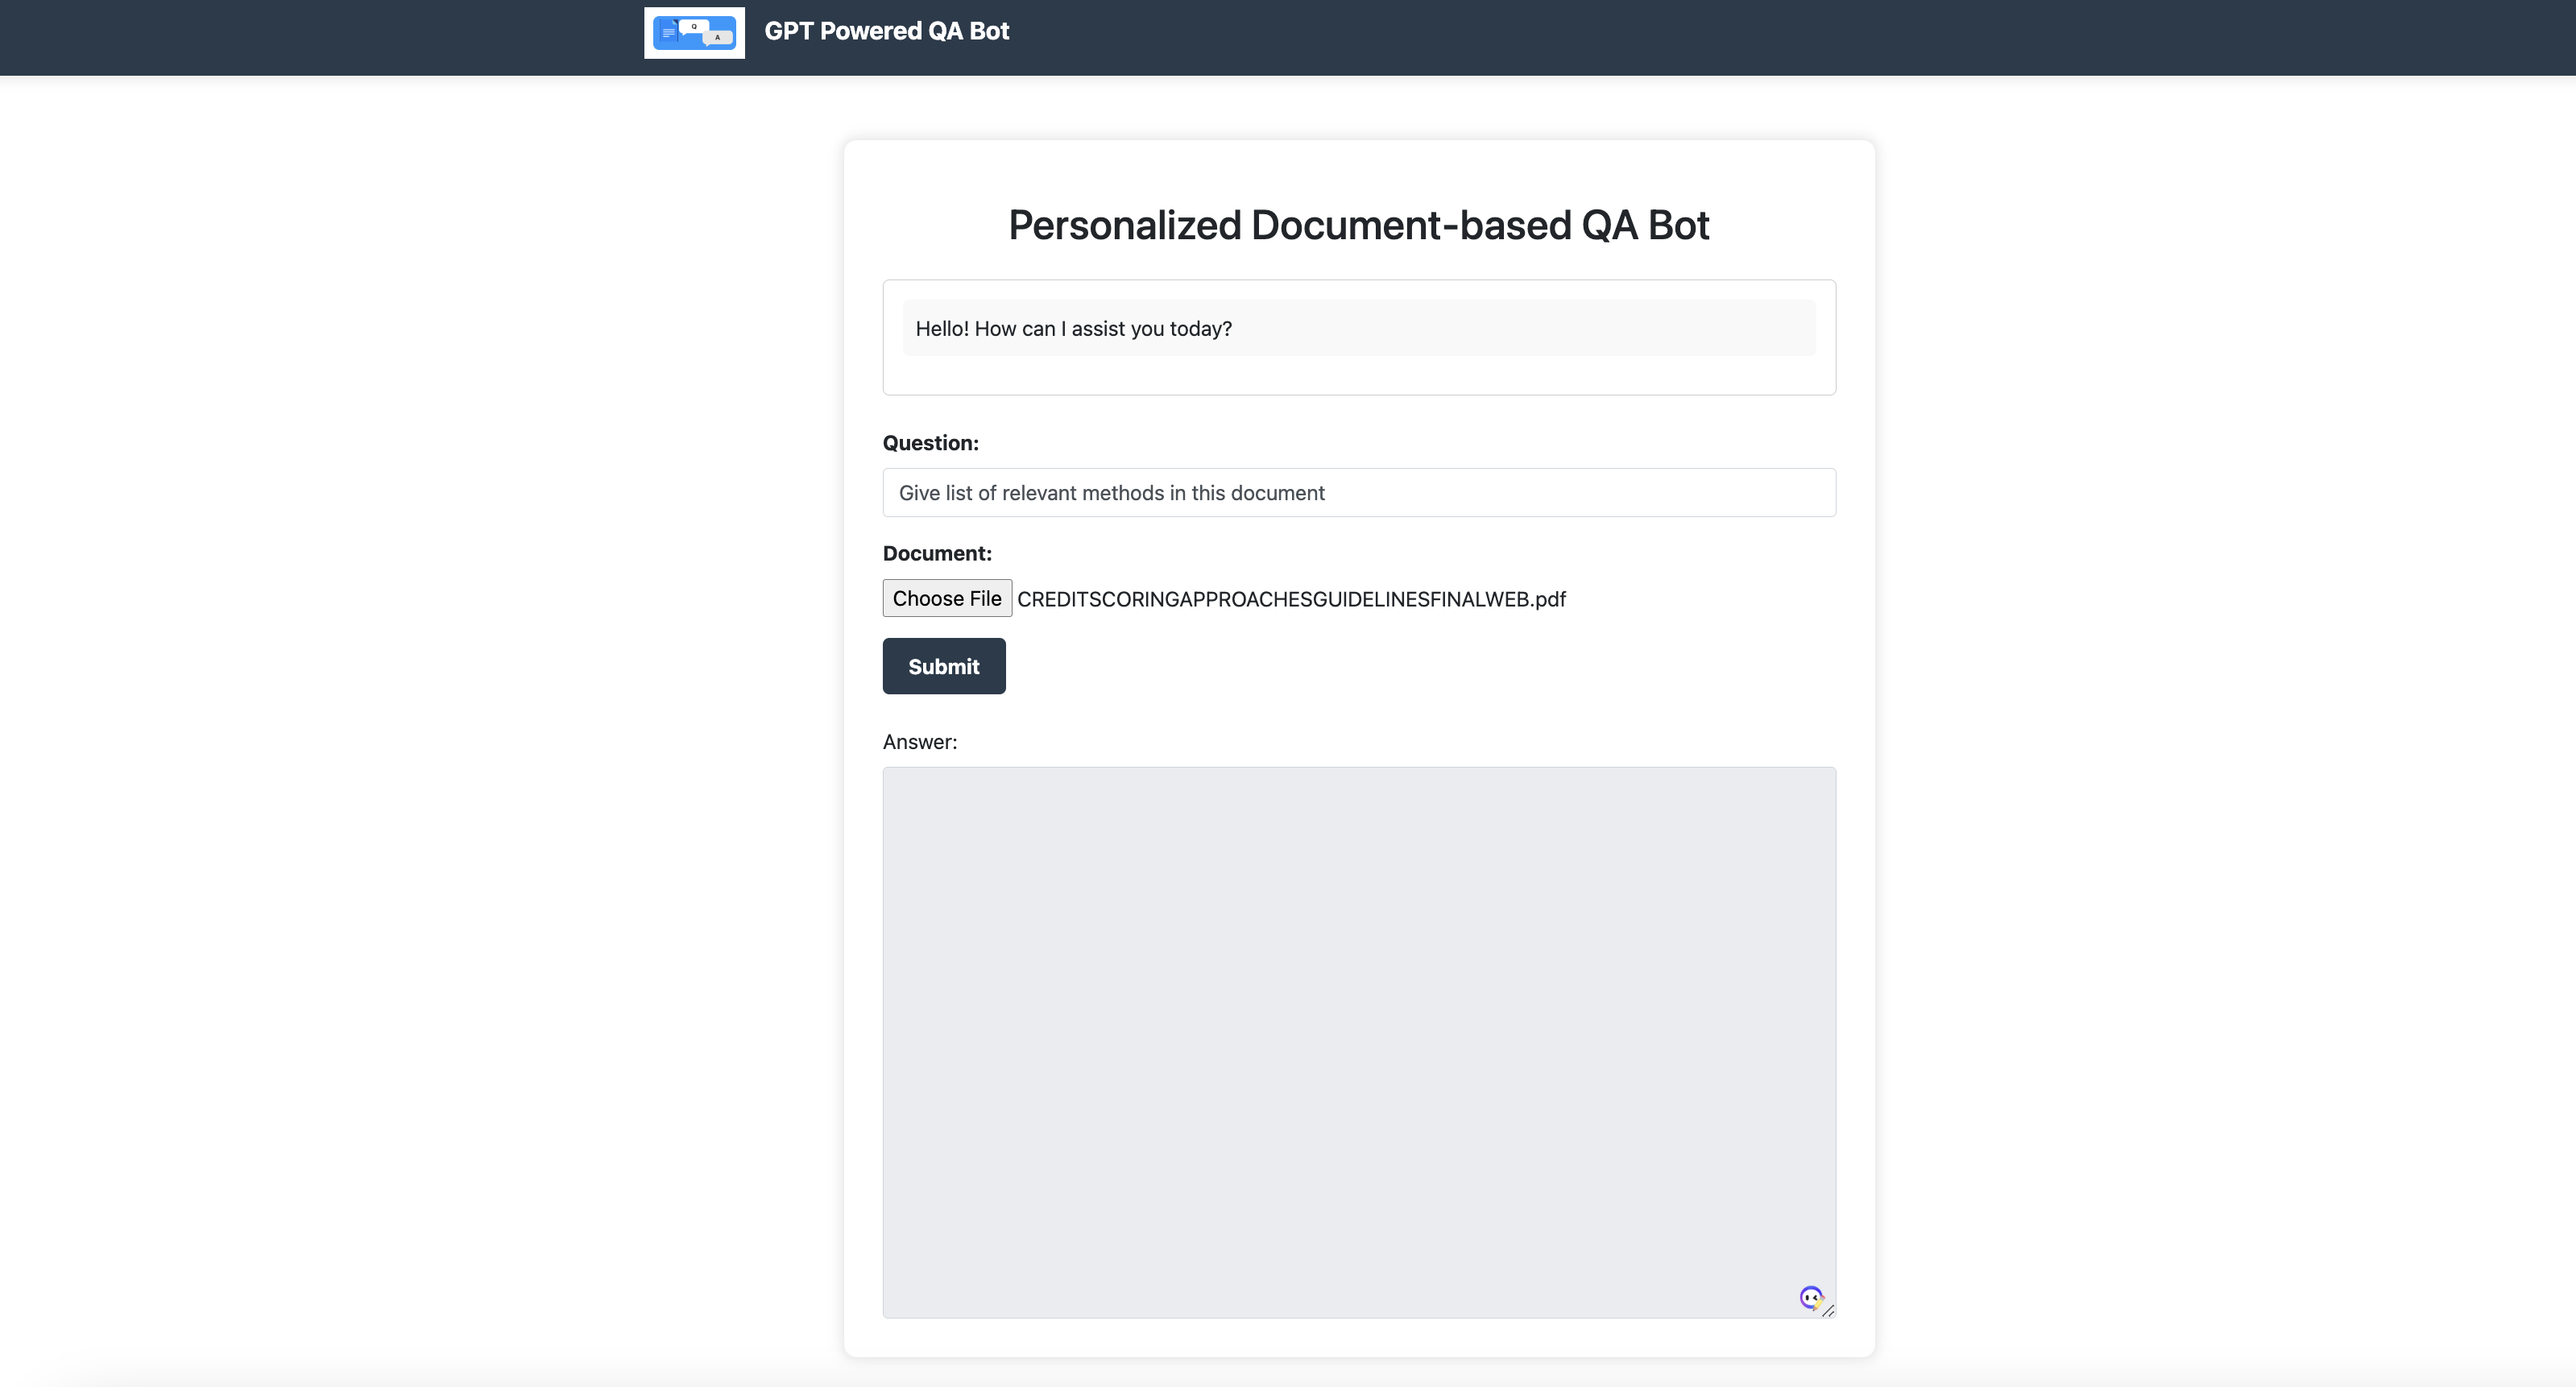 Q
A
GPT Powered QA Bot
Personalized Document-based QA Bot
Hello! How can I assist you today?
Question:
Give list of relevant methods in this document
Document:
Choose File CREDITSCORINGAPPROACHESGUIDELINESFINALWEB.pdf
Submit
Answer: